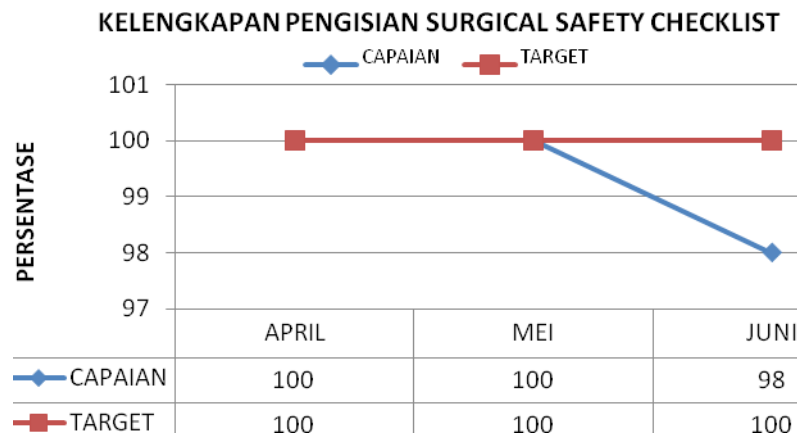 KELENGKAPAN PENGISIAN SURGICAL SAFETY CHECKLIST
CAPAIAN TARGET
PERSENTASE
101
100
99
98
97
APRIL MEI JUNI
CAPAIAN 100 100 98
TARGET 100 100 100